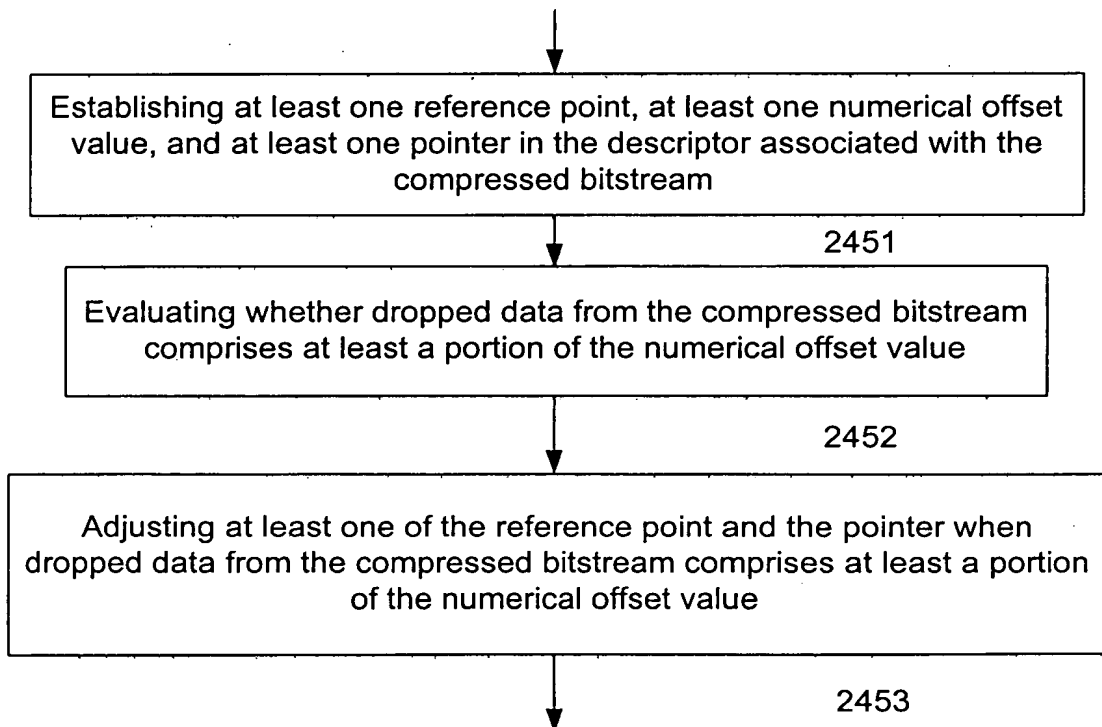 Establishing at least one reference point, at least one numerical offset
value, and at least one pointer in the descriptor associated with the
compressed bitstream
2451
Evaluating whether dropped data from the compressed bitstream
comprises at least a portion of the numerical offset value
2452
Adjusting at least one of the reference point and the pointer when
dropped data from the compressed bitstream comprises at least a portion
of the numerical offset value
2453